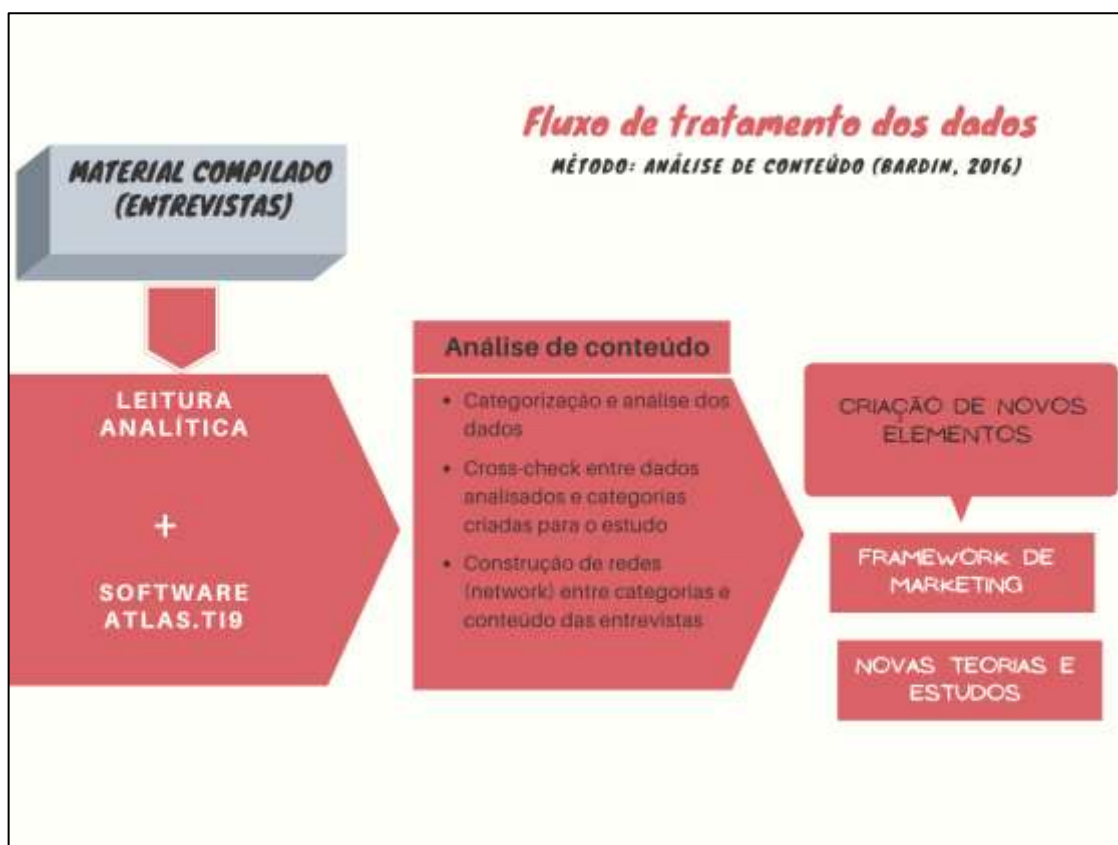 Fluxo de tratamento dos dados
MÉTODO: ANÁLISE DE CONTEÚDO (BARDIN, 2016)
MATERIAL COMPILADO
(ENTREVISTAS)
LEITURA
ANALÍTICA
+
SOFTWARE
ATLAS.TI9
Análise de conteúdo
• Categorização e análise dos
dados
• Cross-check entre dados
analisados e categorias
criadas para o estudo
• Construção de redes
(network) entre categorias e
conteúdo das entrevistas
CRIAÇÃO DE NOVOS
ELEMENTOS
FRAMEWORK DE
MARKETING
NOVAS TEORIAS E
ESTUDOS